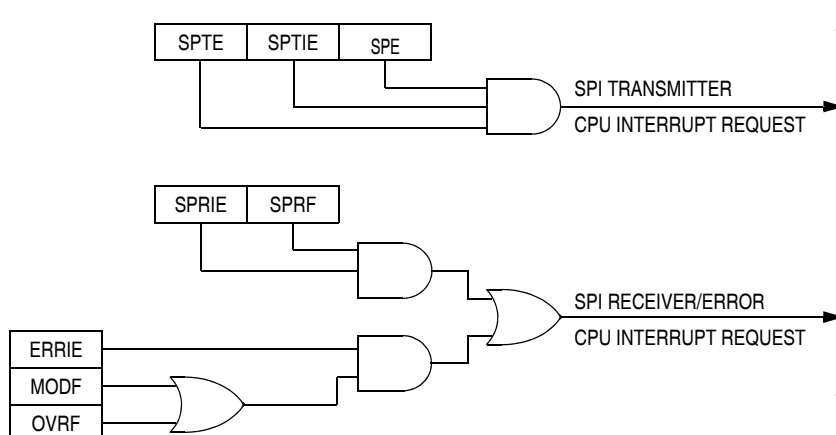 SPTE SPTIE SPE
SPI TRANSMITTER
CPU INTERRUPT REQUEST
SPRIE SPRF
SPI RECEIVER/ERROR
CPU INTERRUPT REQUEST
ERRIE
MODF
OVRF